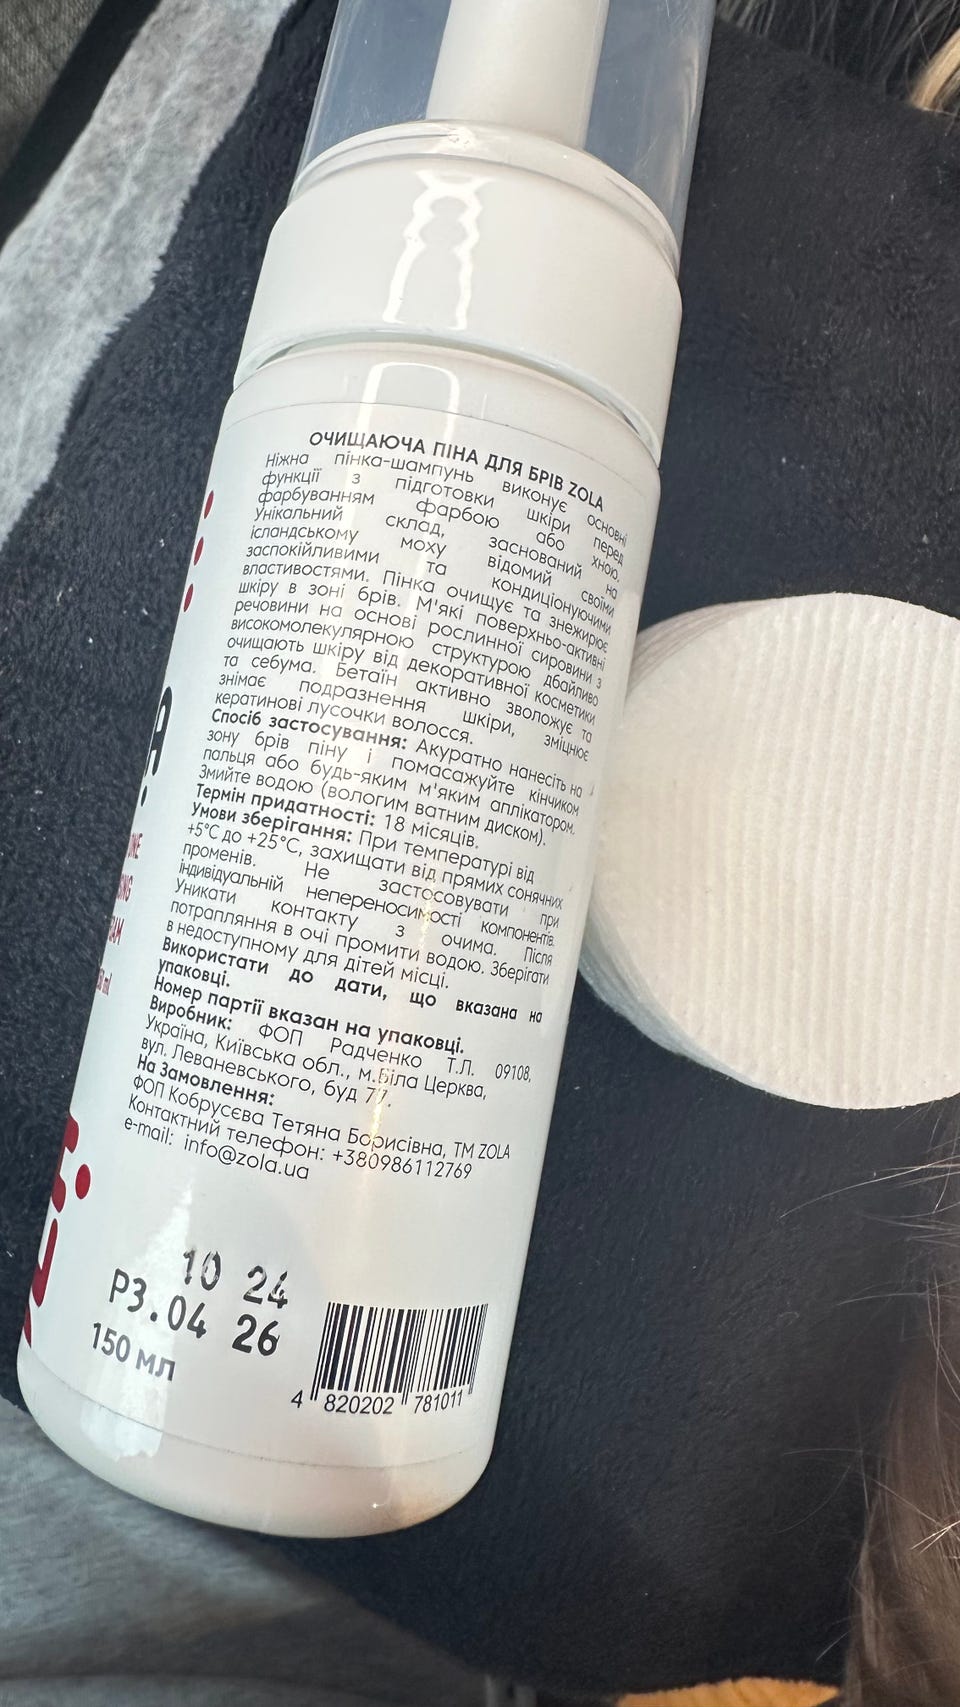 ОЧИЩАЮЧА ПІНА ДЛЯ БРІВ ZOLA
Ніжна пінка-шампунь виконує основні
функції з підготовки шкіри перед
фарбуванням фарбою або хною.
Унікальний склад, заснований на
ісландському моху відомий своїми
заспокійливими та кондиціонуючими
властивостями. Пінка очищує та знежирює
шкіру в зоні брів. М'які поверхньо-активні
речовини на основі рослинної сировини з
високомолекулярною структурою дбайливо
очищають шкіру від декоративної косметики
та себума. Бетаїн активно зволожує та
знімає подразнення шкіри, зміцнює
кератинові лусочки волосся.
Спосіб застосування: Акуратно нанесіть на
зону брів піну і помасажуйте кінчиком
пальця або будь-яким м'яким аплікатором.
Змийте водою (вологим ватним диском).
Термін придатності: 18 місяців.
Умови зберігання: При температурі від
+5°C до +25°C, захищати від прямих сонячних
променів. Не застосовувати при
індивідуальній непереносимості компонентів.
Уникати контакту з очима. Після
потрапляння в очі промити водою. Зберігати
в недоступному для дітей місці.
Використати до дати, що вказана на
упаковці.
Номер партії вказан на упаковці.
Виробник: ФОП Радченко Т.Л. 09108,
Україна, Київська обл., м.Біла Церква,
вул. Леваневського, буд 77.
На Замовлення:
ФОП Кобрусєва Тетяна Борисівна, ТМ ZOLA
Контактний телефон: +380986112769
e-mail: info@zola.ua
10 24
P3.04 26
150 мл
4 820202 781011